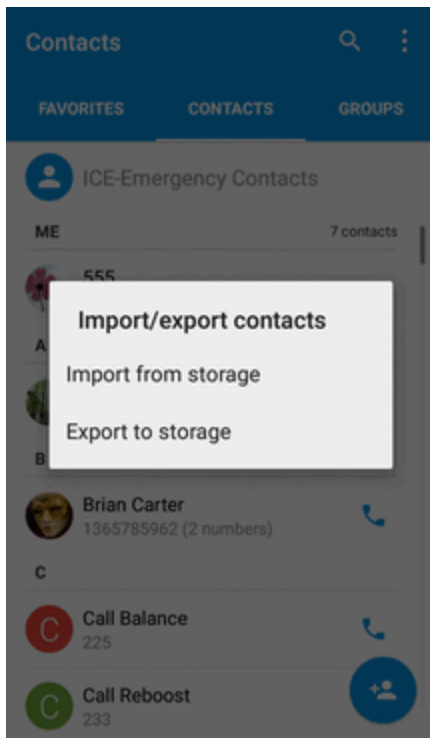 Contacts
FAVORITES CONTACTS GROUPS
ICE-Emergency Contacts
ME 7 contacts
555
Import/export contacts
A
Import from storage
Export to storage
B
Brian Carter
1365785962 (2 numbers)
C
C Call Balance
225
C Call Reboost
233